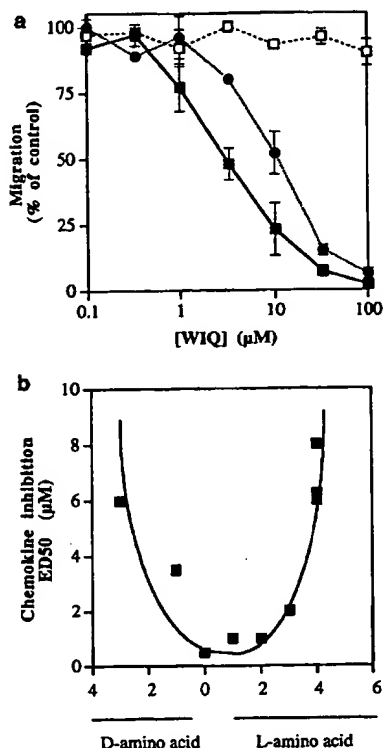 a
100
75
50
25
0
Migration
(% of control)
0.1
1
10
100
[WIQ] (µM)
b
10
8
6
4
2
0
Chemokine inhibition
ED50 (µM)
4
2
0
2
4
6
D-amino acid
L-amino acid